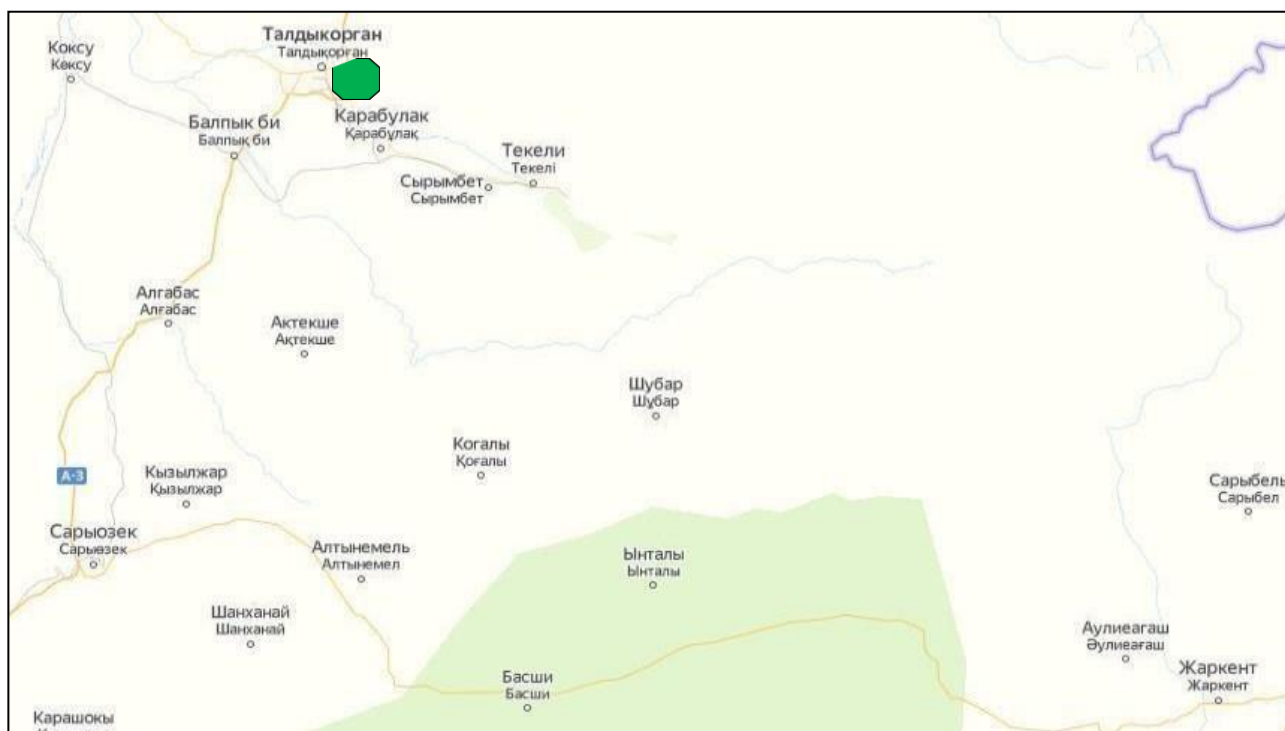 Талдыкорган
Талдықорған
Коксу
Көксу
Балпык би
Балпық би
Карабулак
Қарабұлақ
Текели
Текелі
Сырымбет
Сырымбет
Алгабас
Алғабас
Актекше
Ақтекше
Шубар
Шұбар
Когалы
Қоғалы
А-3
Кызылжар
Қызылжар
Сарыбель
Сарыбел
Сарыозек
Сарыөзек
Алтынемель
Алтынемел
Ынталы
Ынталы
Шанханай
Шанханай
Аулиеагаш
Әулиеағаш
Басши
Басши
Жаркент
Жаркент
Карашокы